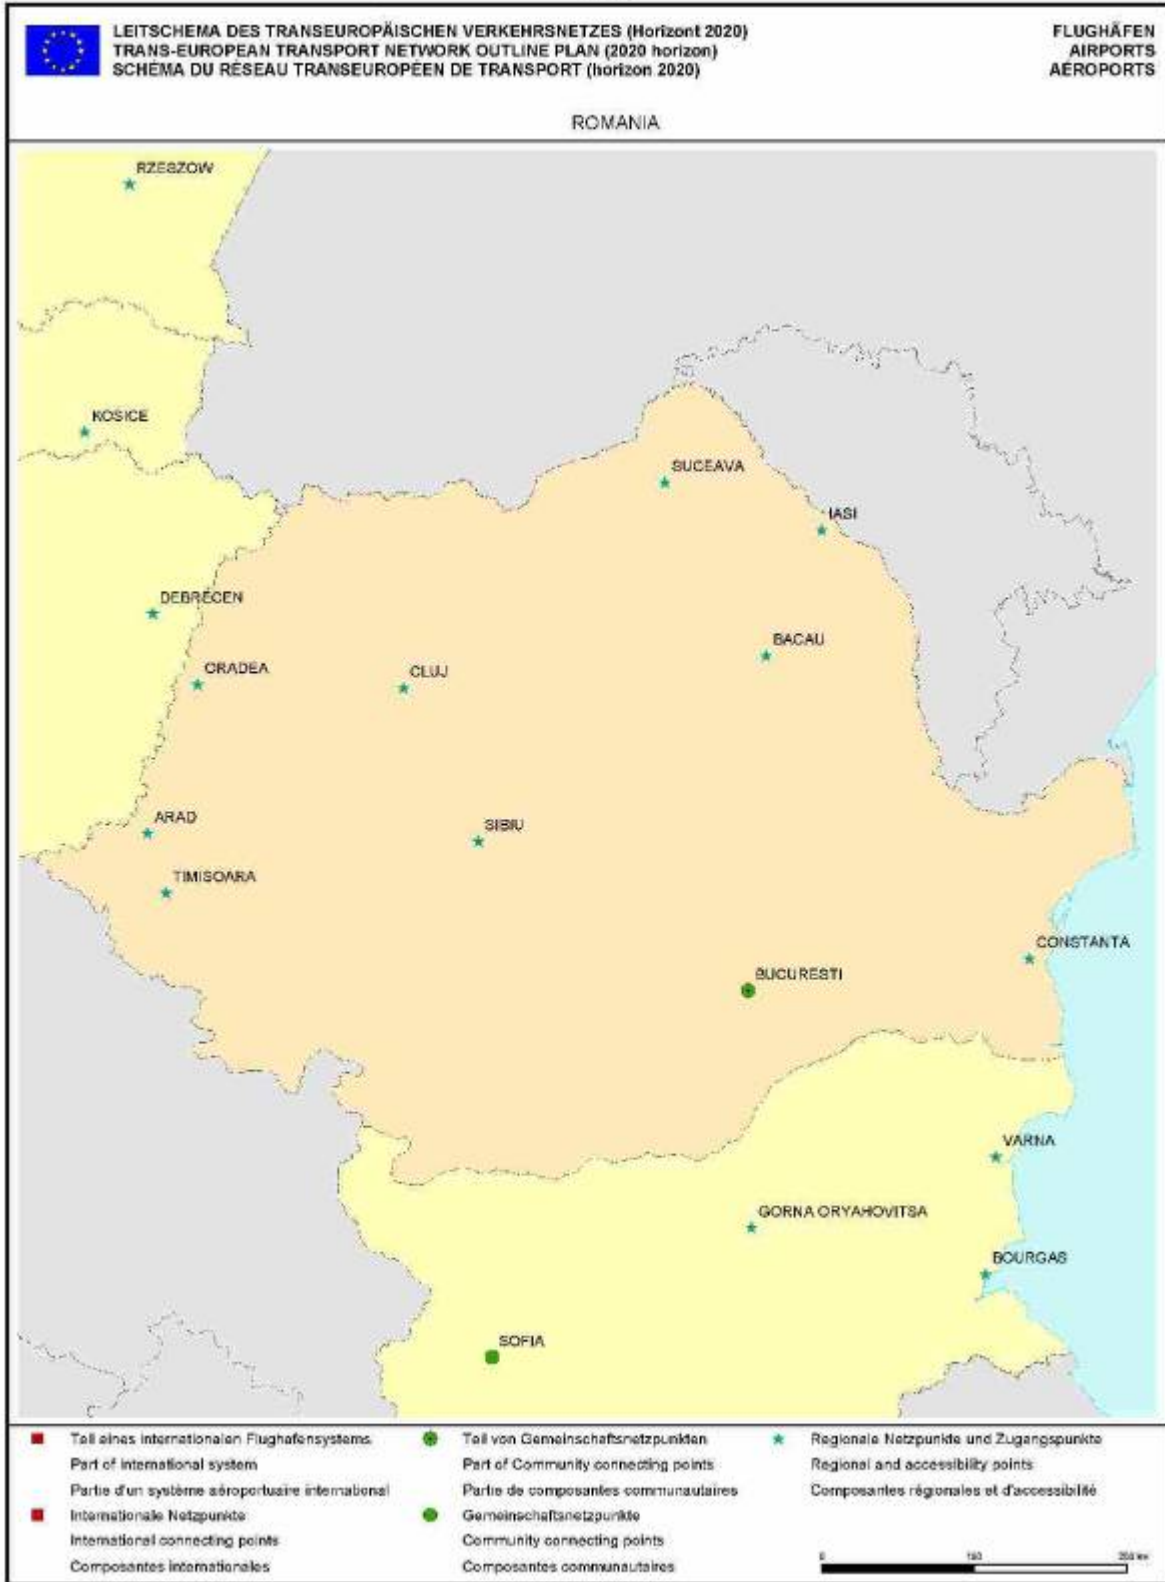 LEITSCHEMA DES TRANSEUROPÄISCHEN VERKEHRSNETZES (Horizont 2020)
TRANS-EUROPEAN TRANSPORT NETWORK OUTLINE PLAN (2020 horizon)
SCHÉMA DU RÉSEAU TRANSEUROPÉEN DE TRANSPORT (horizon 2020)
FLUGHÄFEN
AIRPORTS
AÉROPORTS
ROMANIA
RZESZOW
KOSICE
SUCEAVA
IASI
DEBRECEN
ORADEA
CLUJ
BACAU
ARAD
SIBIU
TIMISOARA
CONSTANTA
BUCURESTI
VARNA
GORNA ORYAHOVITSA
BOURGAS
SOFIA
Teil eines internationalen Flughafensystems
Part of international system
Partie d'un système aéroportuaire international
Internationale Netzpunkte
International connecting points
Composantes internationales
Teil von Gemeinschaftsnetzpunkten
Part of Community connecting points
Partie de composantes communautaires
Gemeinschaftsnetzpunkte
Community connecting points
Composantes communautaires
Regionale Netzpunkte und Zugangspunkte
Regional and accessibility points
Composantes régionales et d'accessibilité
0